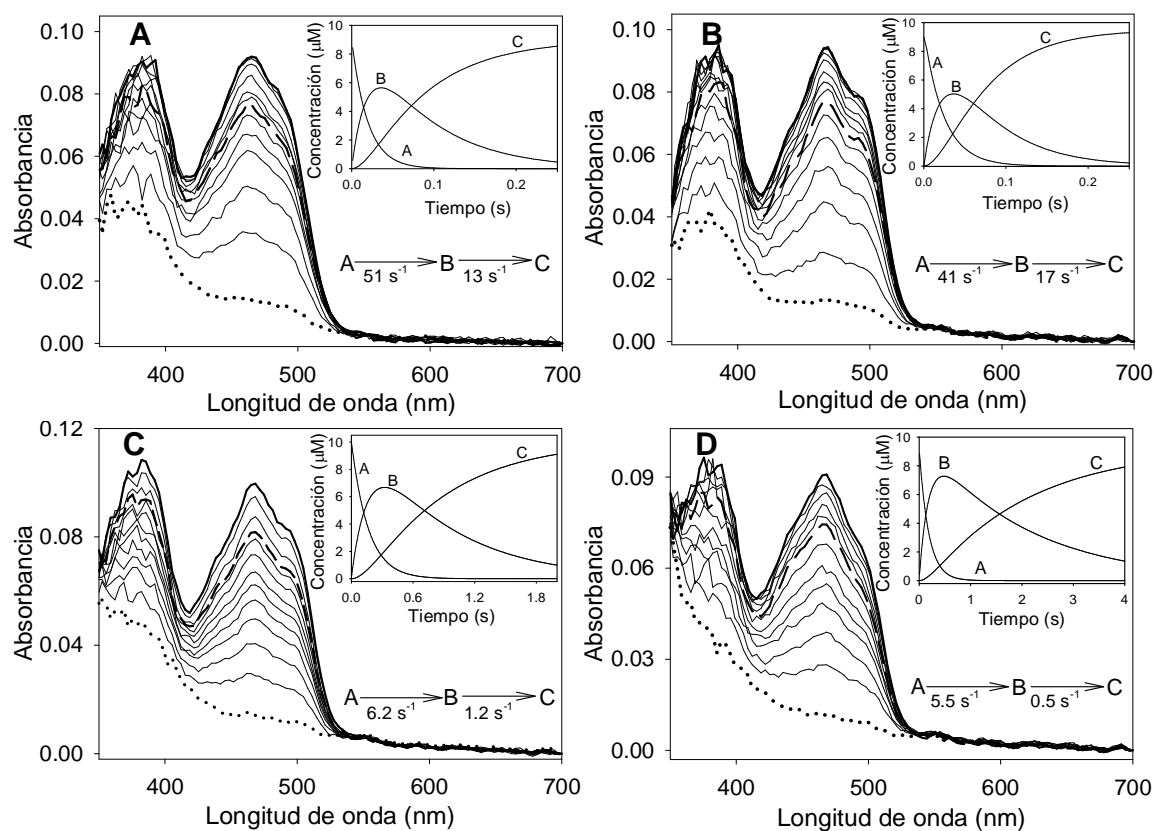 A
Absorbancia
0.10
0.08
0.06
0.04
0.02
0.00
400 500 600 700
Longitud de onda (nm)
Concentración (μM)
10
8
6
4
2
0
0.0 0.1 0.2
Tiempo (s)
A
B
C
A B C
51 s⁻¹ 13 s⁻¹
B
Absorbancia
0.10
0.08
0.06
0.04
0.02
0.00
400 500 600 700
Longitud de onda (nm)
Concentración (μM)
10
8
6
4
2
0
0.0 0.1 0.2
Tiempo (s)
A
B
C
A B C
41 s⁻¹ 17 s⁻¹
C
Absorbancia
0.12
0.08
0.04
0.00
400 500 600 700
Longitud de onda (nm)
Concentración (μM)
10
8
6
4
2
0
0.0 0.6 1.2 1.8
Tiempo (s)
A
B
C
A B C
6.2 s⁻¹ 1.2 s⁻¹
D
Absorbancia
0.09
0.06
0.03
0.00
400 500 600 700
Longitud de onda (nm)
Concentración (μM)
10
8
6
4
2
0
0 1 2 3 4
Tiempo (s)
B
C
A
A B C
5.5 s⁻¹ 0.5 s⁻¹